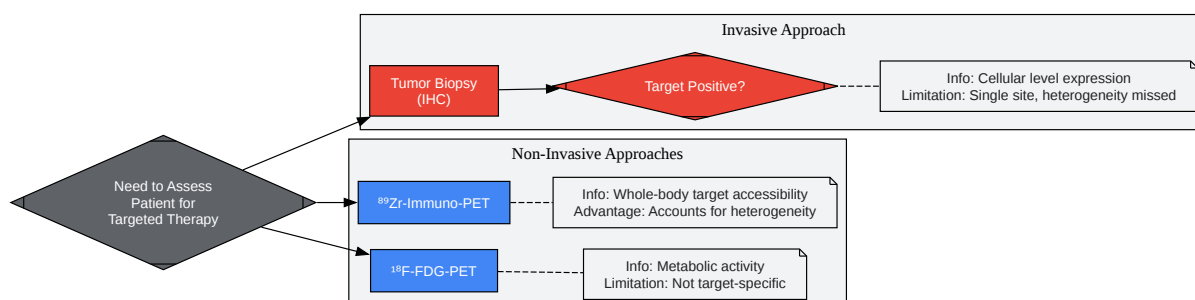 Invasive Approach
Tumor Biopsy
(IHC)
Target Positive?
Info: Cellular level expression
Limitation: Single site, heterogeneity missed
Need to Assess
Patient for
Targeted Therapy
Non-Invasive Approaches
⁸⁹Zr-Immuno-PET
Info: Whole-body target accessibility
Advantage: Accounts for heterogeneity
¹⁸F-FDG-PET
Info: Metabolic activity
Limitation: Not target-specific